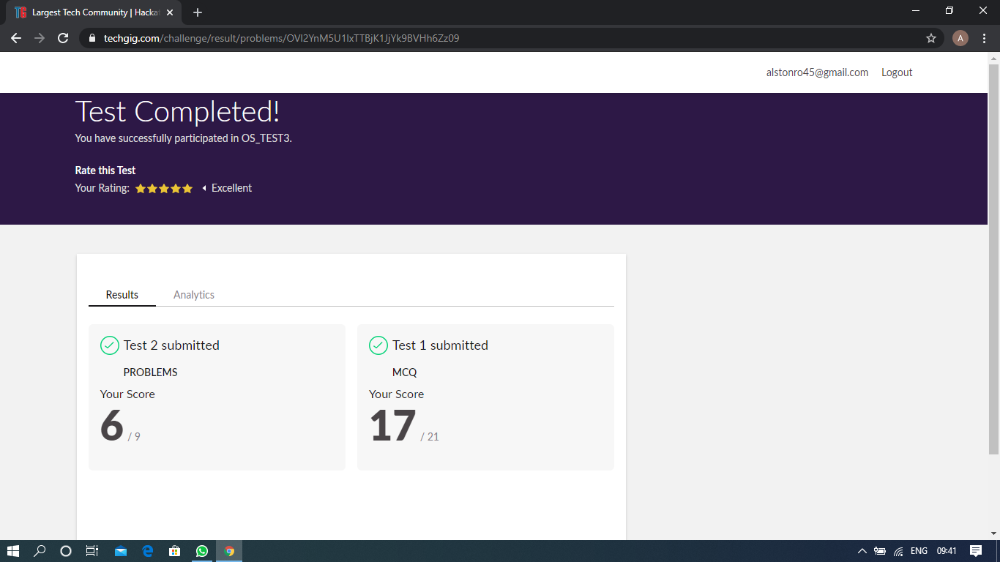 Largest Tech Community | Hacka
techgig.com/challenge/result/problems/OVl2YnM5U1lxTTBjK1JjYk9BVHh6Zz09
A
alstonro45@gmail.com Logout
Test Completed!
You have successfully participated in OS_TEST3.
Rate this Test
Your Rating: Excellent
Results Analytics
Test 2 submitted
PROBLEMS
Your Score
6 / 9
Test 1 submitted
MCQ
Your Score
17 / 21
ENG 09:41